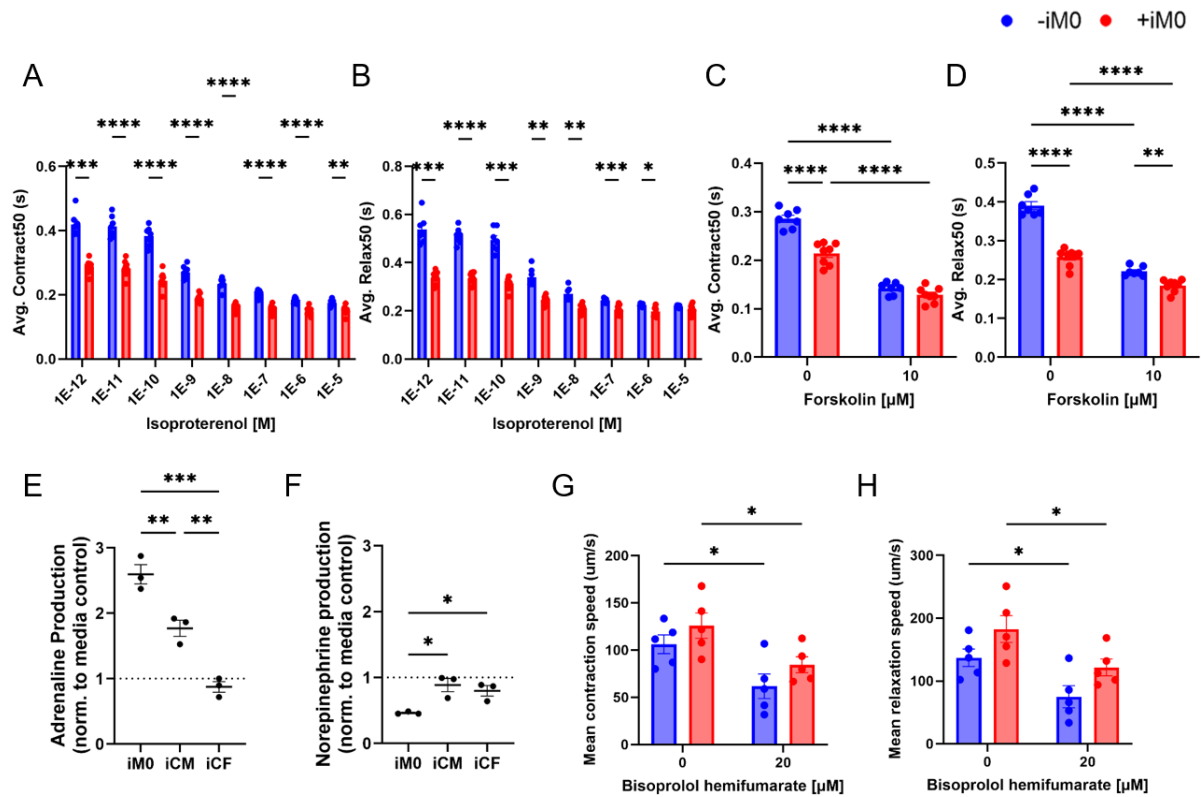 -iM0 +iM0
A B C D
**** **** **** **** **** ** ** **** ****
*** **** **** ** *** *** *** * **** **** **** **
Avg. Contract50 (s)
0.6
0.4
0.2
0.0
1E-12 1E-11 1E-10 1E-9 1E-8 1E-7 1E-6 1E-5
Isoproterenol [M]
Avg. Relax50 (s)
0.8
0.6
0.4
0.2
0.0
1E-12 1E-11 1E-10 1E-9 1E-8 1E-7 1E-6 1E-5
Isoproterenol [M]
Avg. Contract50 (s)
0.4
0.3
0.2
0.1
0.0
0 10
Forskolin [µM]
Avg. Relax50 (s)
0.5
0.4
0.3
0.2
0.1
0.0
0 10
Forskolin [µM]
E F G H
***
** **
Adrenaline Production
(norm. to media control)
3
2
1
0
iM0 iCM iCF
*
*
Norepinephrine production
(norm. to media control)
3
2
1
0
iM0 iCM iCF
*
*
Mean contraction speed (um/s)
200
150
100
50
0
0 20
Bisoprolol hemifumarate [µM]
*
*
Mean relaxation speed (um/s)
300
200
100
0
0 20
Bisoprolol hemifumarate [µM]